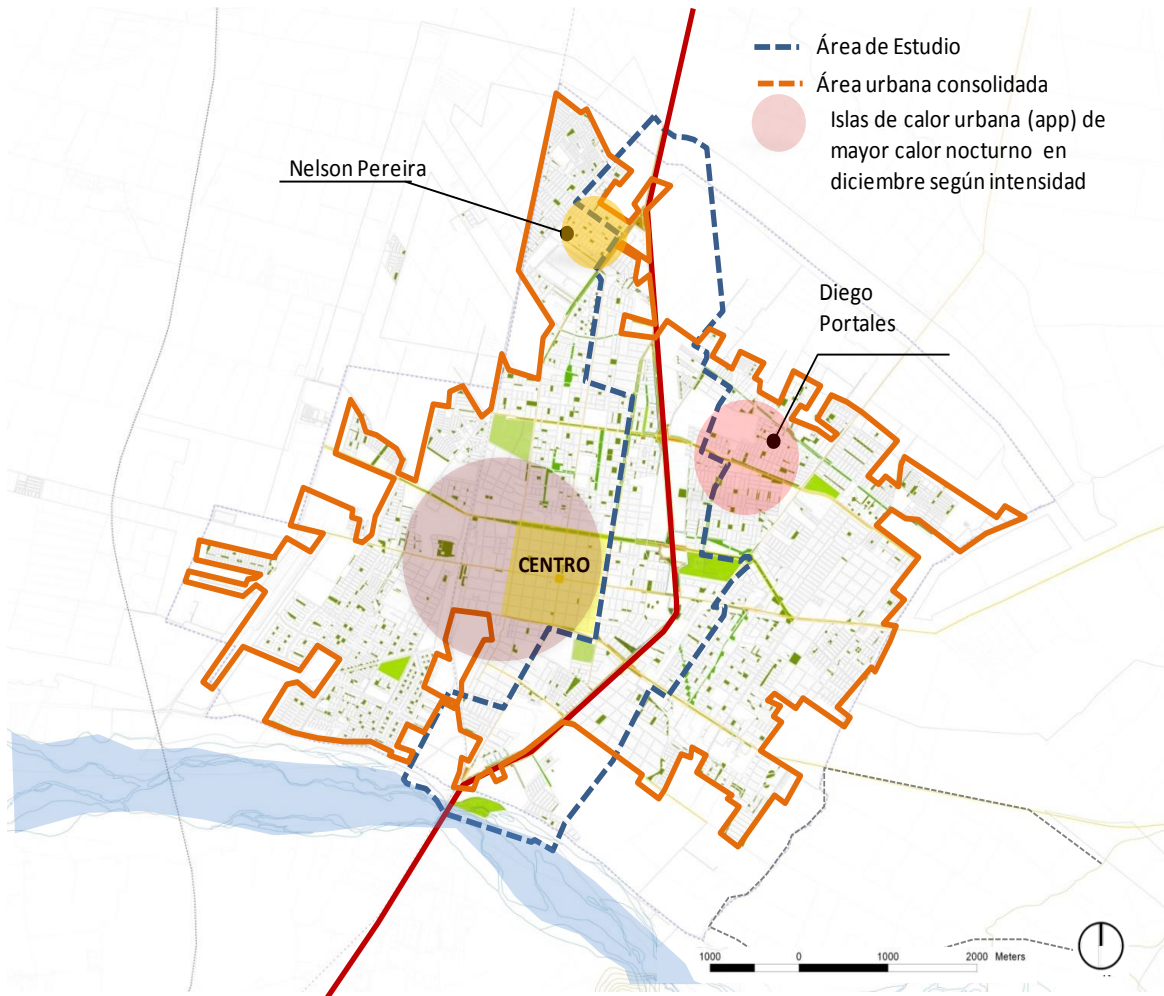 Área de Estudio
Área urbana consolidada
Islas de calor urbana (app) de
mayor calor nocturno en
diciembre según intensidad
Nelson Pereira
Diego
Portales
CENTRO
1000 0 1000 2000 Meters